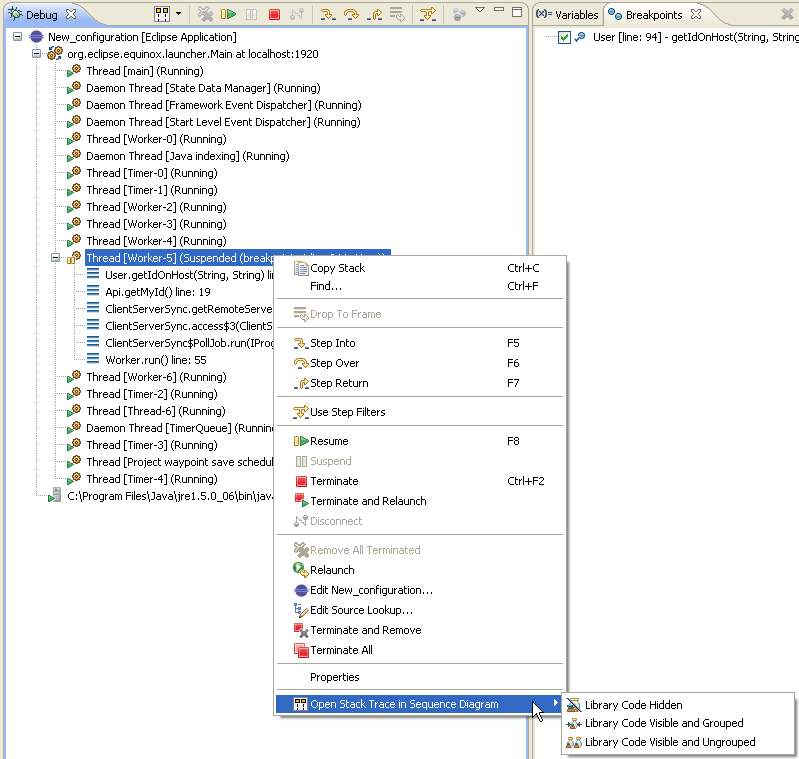 Debug
(x)= Variables
Breakpoints
New_configuration [Eclipse Application]
User [line: 94] - getIdOnHost(String, String
org.eclipse.equinox.launcher.Main at localhost:1920
Thread [main] (Running)
Daemon Thread [State Data Manager] (Running)
Daemon Thread [Framework Event Dispatcher] (Running)
Daemon Thread [Start Level Event Dispatcher] (Running)
Thread [Worker-0] (Running)
Daemon Thread [Java indexing] (Running)
Thread [Timer-0] (Running)
Thread [Timer-1] (Running)
Thread [Worker-2] (Running)
Thread [Worker-3] (Running)
Thread [Worker-4] (Running)
Thread [Worker-5] (Suspended (breakp
User.getIdOnHost(String, String) li
Api.getMyId() line: 19
ClientServerSync.getRemoteServe
ClientServerSync.access$3(ClientS
ClientServerSync$PollJob.run(IProg
Worker.run() line: 55
Thread [Worker-6] (Running)
Thread [Timer-2] (Running)
Thread [Thread-6] (Running)
Daemon Thread [TimerQueue] (Runnin
Thread [Timer-3] (Running)
Thread [Project waypoint save schedul
Thread [Timer-4] (Running)
C:\Program Files\Java\jre1.5.0_06\bin\jav
Copy Stack Ctrl+C
Find... Ctrl+F
Drop To Frame
Step Into F5
Step Over F6
Step Return F7
Use Step Filters
Resume F8
Suspend
Terminate Ctrl+F2
Terminate and Relaunch
Disconnect
Remove All Terminated
Relaunch
Edit New_configuration...
Edit Source Lookup...
Terminate and Remove
Terminate All
Properties
Open Stack Trace in Sequence Diagram
Library Code Hidden
Library Code Visible and Grouped
Library Code Visible and Ungrouped